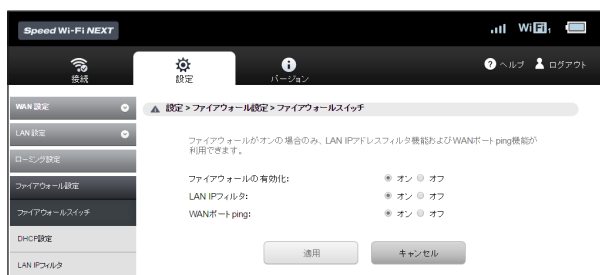 Speed Wi-Fi NEXT
WiFi 1
接続
設定
バージョン
ヘルプ
ログアウト
WAN 設定
LAN 設定
ローミング設定
ファイアウォール設定
ファイアウォールスイッチ
DHCP設定
LAN IPフィルタ
設定 > ファイアウォール設定 > ファイアウォールスイッチ
ファイアウォールがオンの場合のみ、LAN IPアドレスフィルタ機能およびWANポートping機能が
利用できます。
ファイアウォールの有効化: オン オフ
LAN IPフィルタ: オン オフ
WANポートping: オン オフ
適用
キャンセル